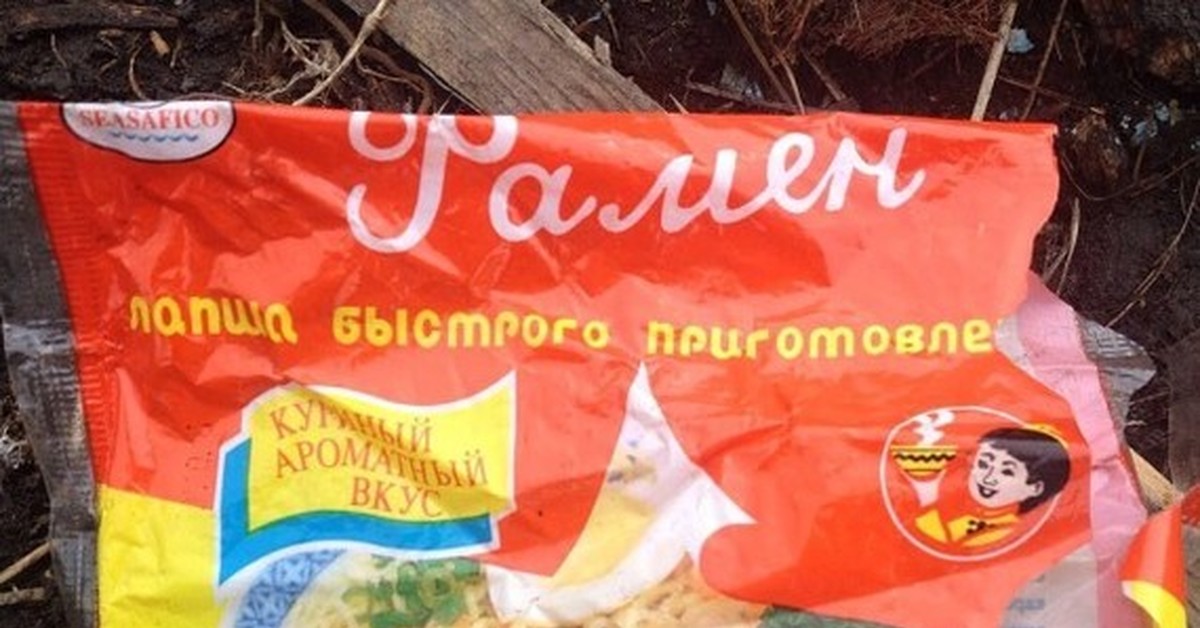 SEASAFICO
Рамен
лапша быстрого приготовле
КУРИНЫЙ
АРОМАТНЫЙ
ВКУС